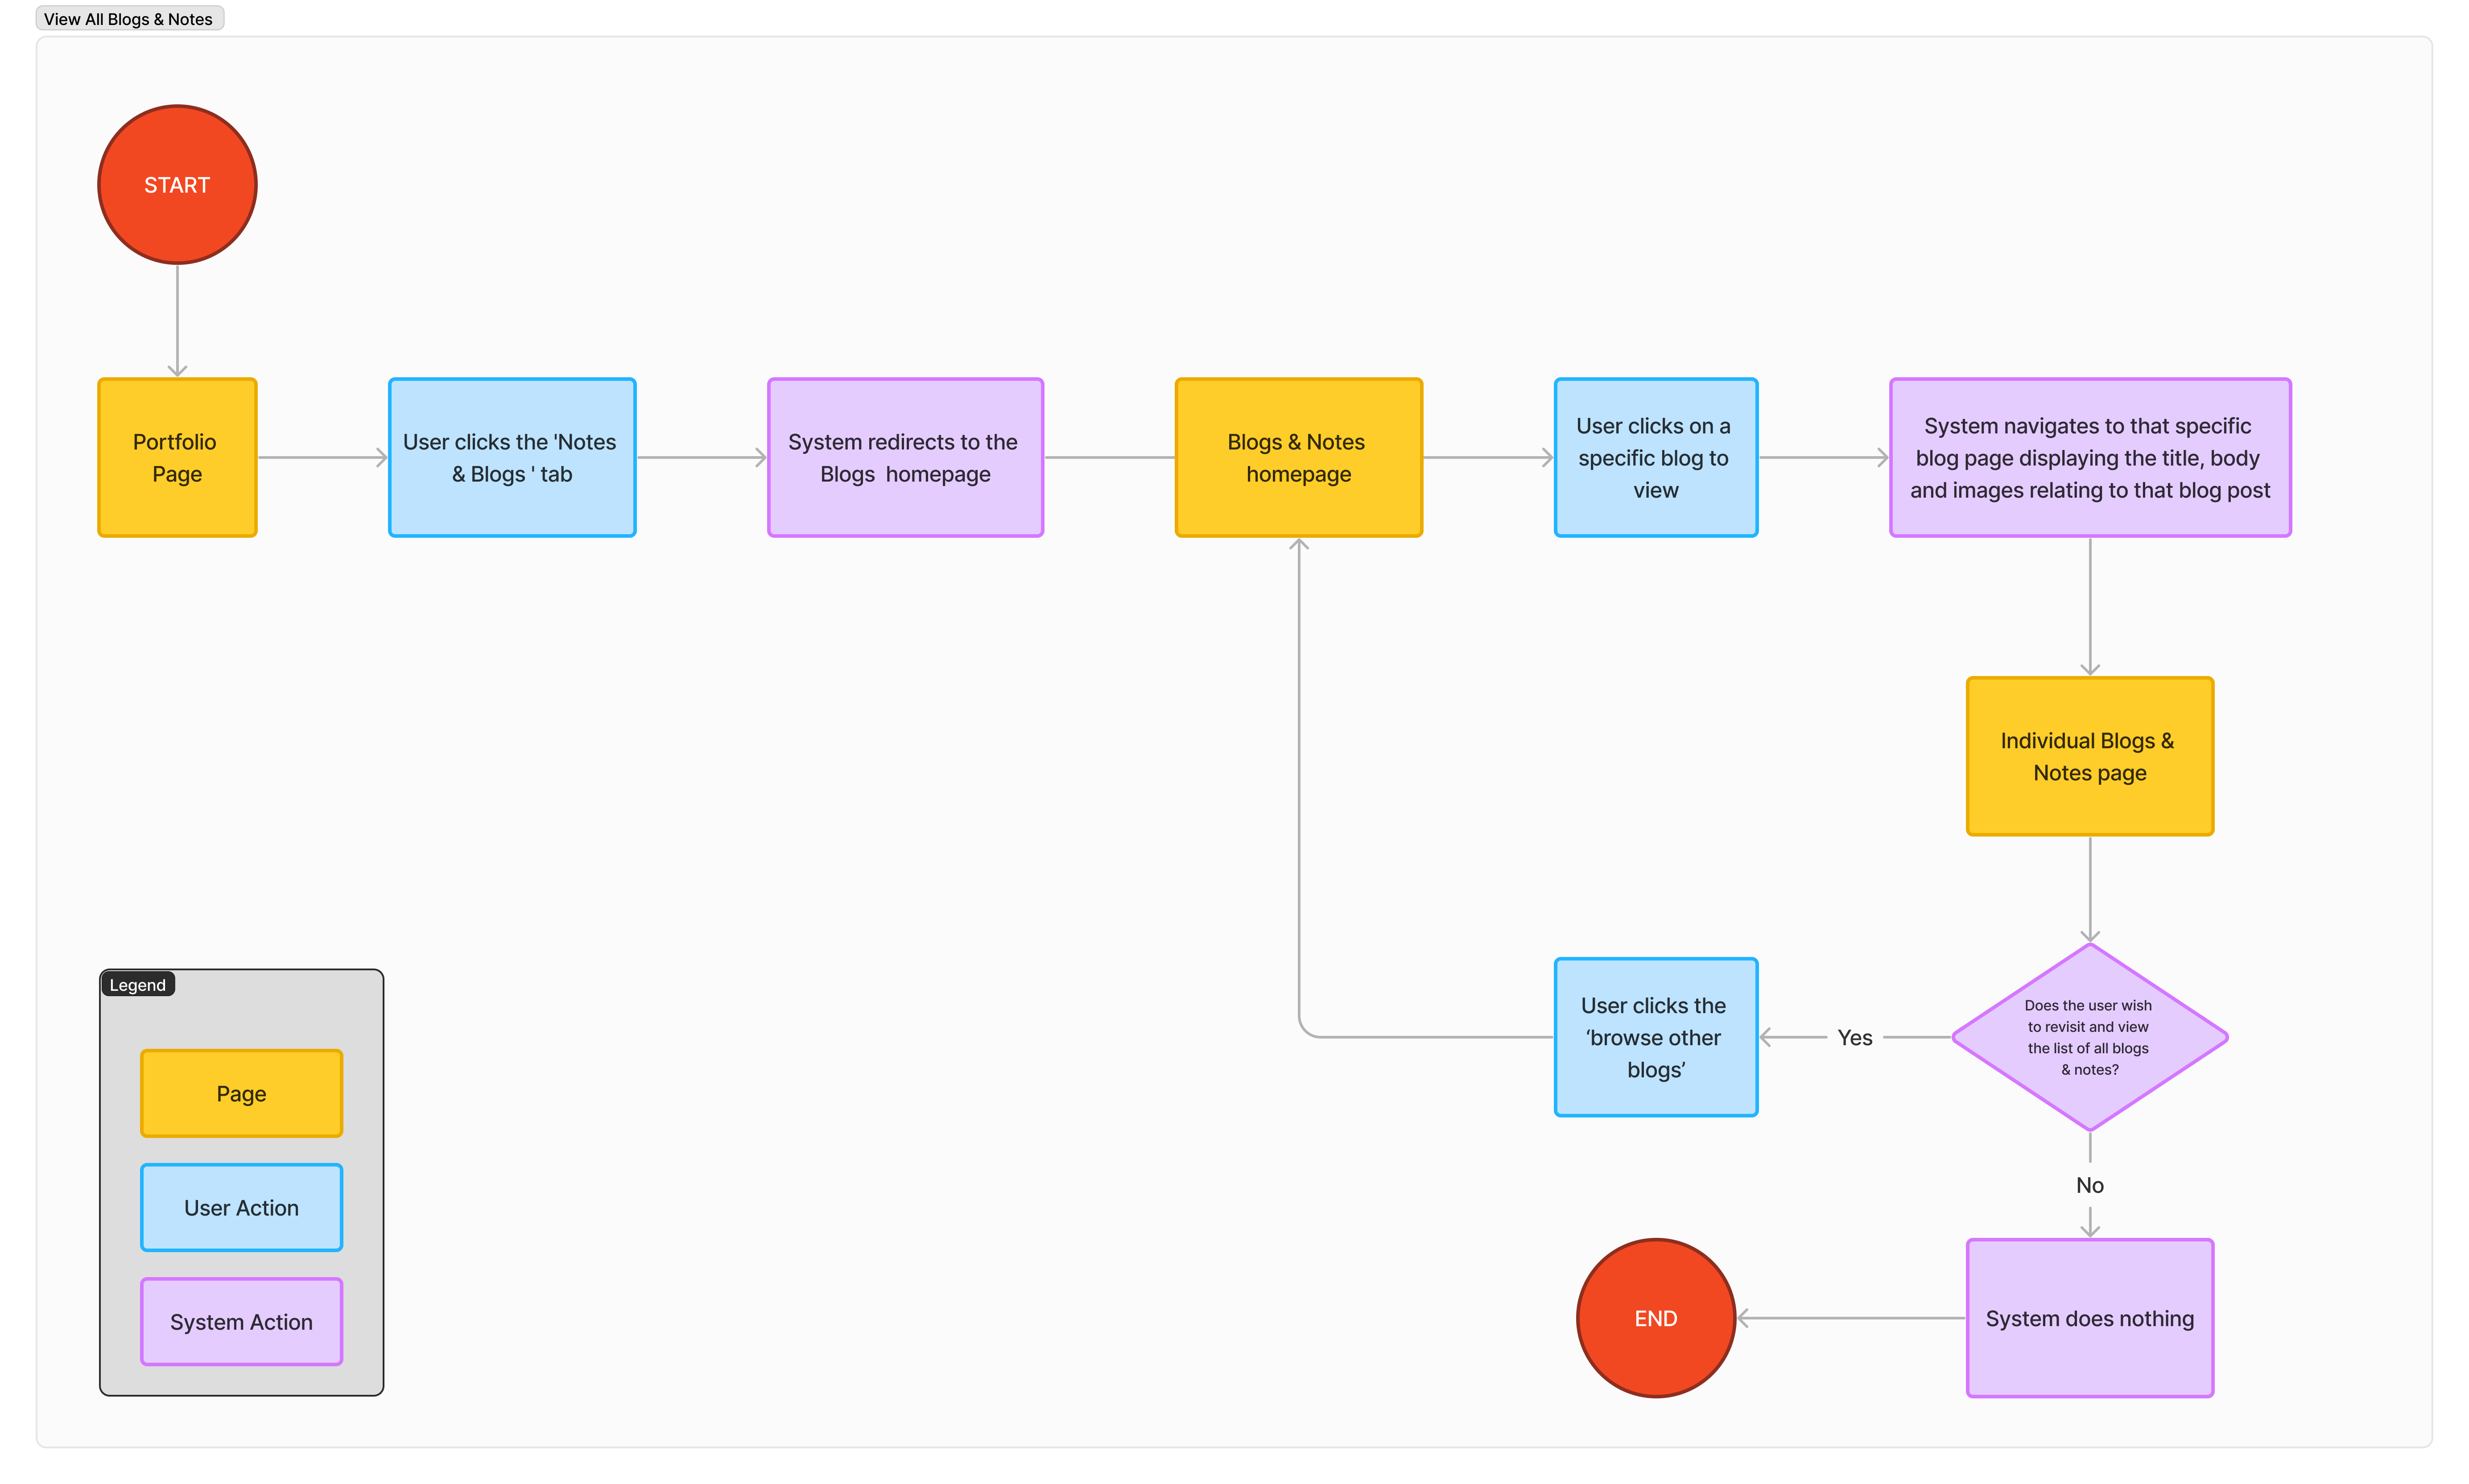 View All Blogs & Notes
START
Portfolio
Page
User clicks the 'Notes
& Blogs ' tab
System redirects to the
Blogs  homepage
Blogs & Notes
homepage
User clicks on a
specific blog to
view
System navigates to that specific
blog page displaying the title, body
and images relating to that blog post
Individual Blogs &
Notes page
Does the user wish
to revisit and view
the list of all blogs
& notes?
Yes
User clicks the
‘browse other
blogs’
No
System does nothing
END
Legend
Page
User Action
System Action